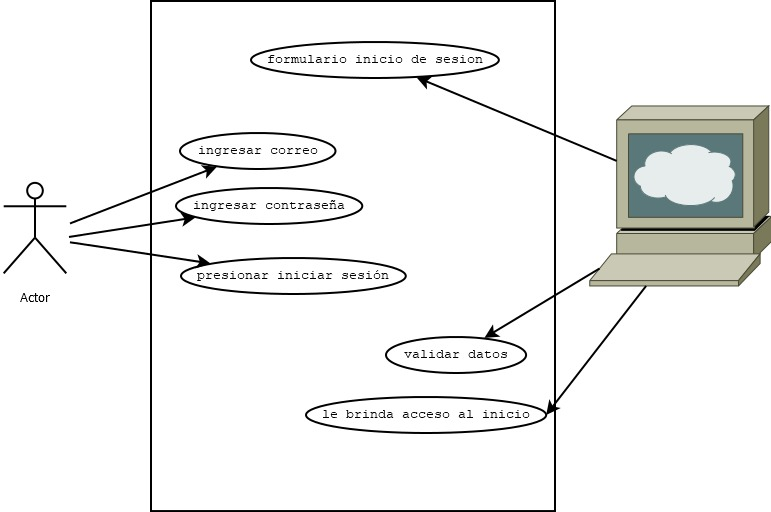 formulario inicio de sesion
ingresar correo
ingresar contraseña
presionar iniciar sesión
Actor
validar datos
le brinda acceso al inicio